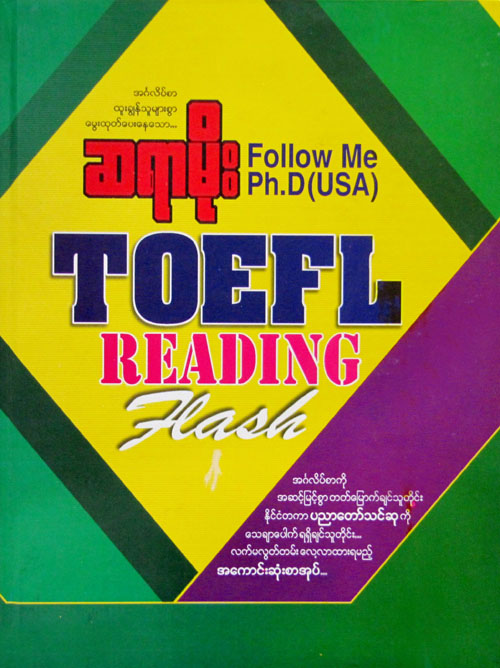 အင်္ဂလိပ်စာ
ထူးချွန်သူများစွာ
မွေးထုတ်ပေးနေသော...
ဆရာမိုး
Follow Me
Ph.D(USA)
TOEFL
READING
Flash
အင်္ဂလိပ်စာကို
အဆင့်မြင့်စွာ တတ်မြောက်ချင်သူတိုင်း
နိုင်ငံတကာ ပညာတော်သင်ဆု ကို
သေချာပေါက် ရရှိချင်သူတိုင်း...
လက်မလွှတ်တမ်း လေ့လာထားရမည့်
အကောင်းဆုံးစာအုပ်...